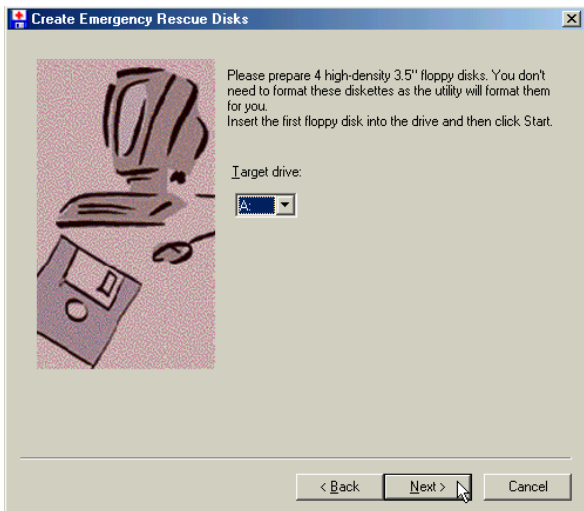 Create Emergency Rescue Disks
Please prepare 4 high-density 3.5" floppy disks. You don't
need to format these diskettes as the utility will format them
for you.
Insert the first floppy disk into the drive and then click Start.
Target drive:
A:
< Back Next > Cancel